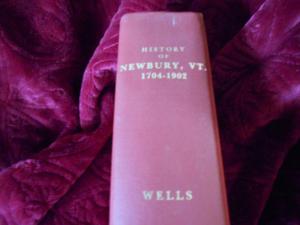 HISTORY
OF
NEWBURY, VT.
1704-1902
WELLS